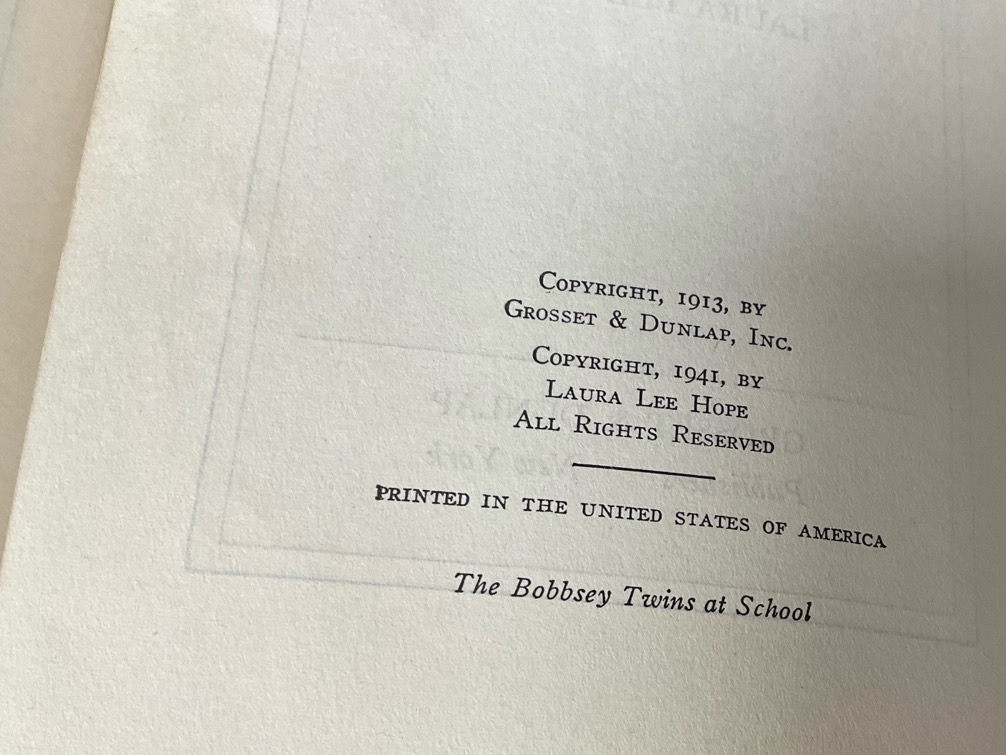 COPYRIGHT, 1913, BY
GROSSET & DUNLAP, INC.
COPYRIGHT, 1941, BY
LAURA LEE HOPE
ALL RIGHTS RESERVED
PRINTED IN THE UNITED STATES OF AMERICA
The Bobbsey Twins at School